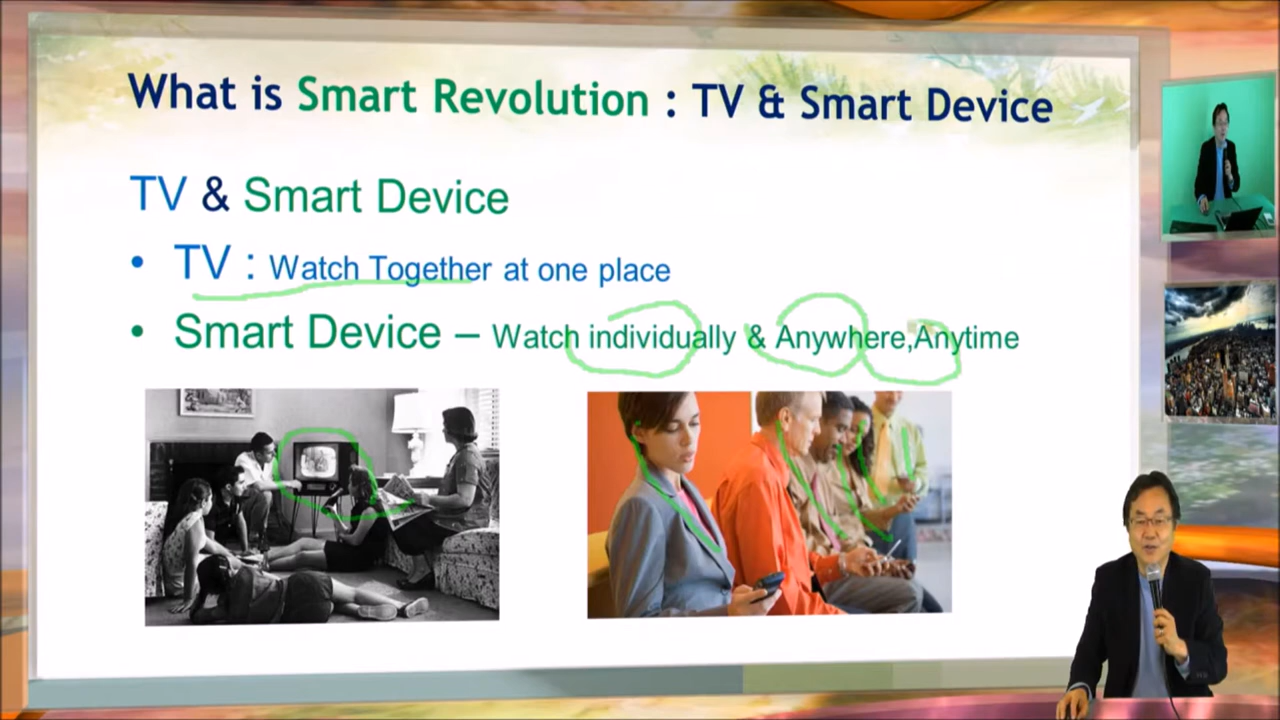 What is Smart Revolution : TV & Smart Device
TV & Smart Device
• TV : Watch Together at one place
• Smart Device – Watch individually & Anywhere,Anytime